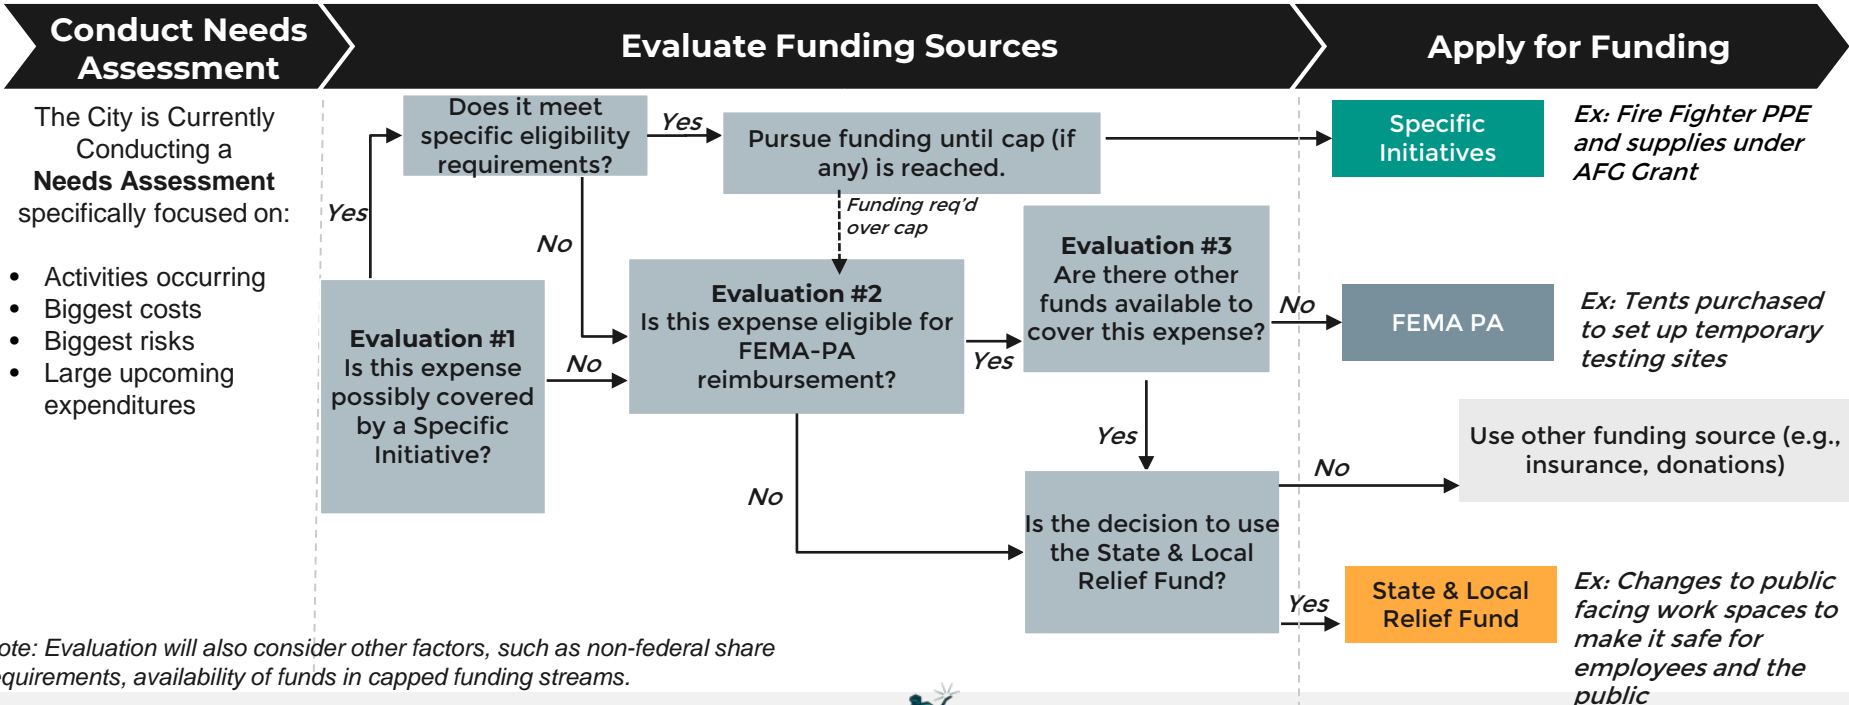 Conduct Needs
Assessment
Evaluate Funding Sources
Apply for Funding
The City is Currently
Conducting a
Needs Assessment
specifically focused on:
• Activities occurring
• Biggest costs
• Biggest risks
• Large upcoming
expenditures
Does it meet
specific eligibility
requirements?
Yes
Pursue funding until cap (if
any) is reached.
Specific
Initiatives
Ex: Fire Fighter PPE
and supplies under
AFG Grant
Yes
No
Funding req'd
over cap
Evaluation #1
Is this expense
possibly covered
by a Specific
Initiative?
No
Evaluation #2
Is this expense eligible for
FEMA-PA
reimbursement?
Yes
Evaluation #3
Are there other
funds available to
cover this expense?
No
FEMA PA
Ex: Tents purchased
to set up temporary
testing sites
Yes
No
Is the decision to use
the State & Local
Relief Fund?
No
Use other funding source (e.g.,
insurance, donations)
Yes
State & Local
Relief Fund
Ex: Changes to public
facing work spaces to
make it safe for
employees and the
public
ote: Evaluation will also consider other factors, such as non-federal share
equirements, availability of funds in capped funding streams.